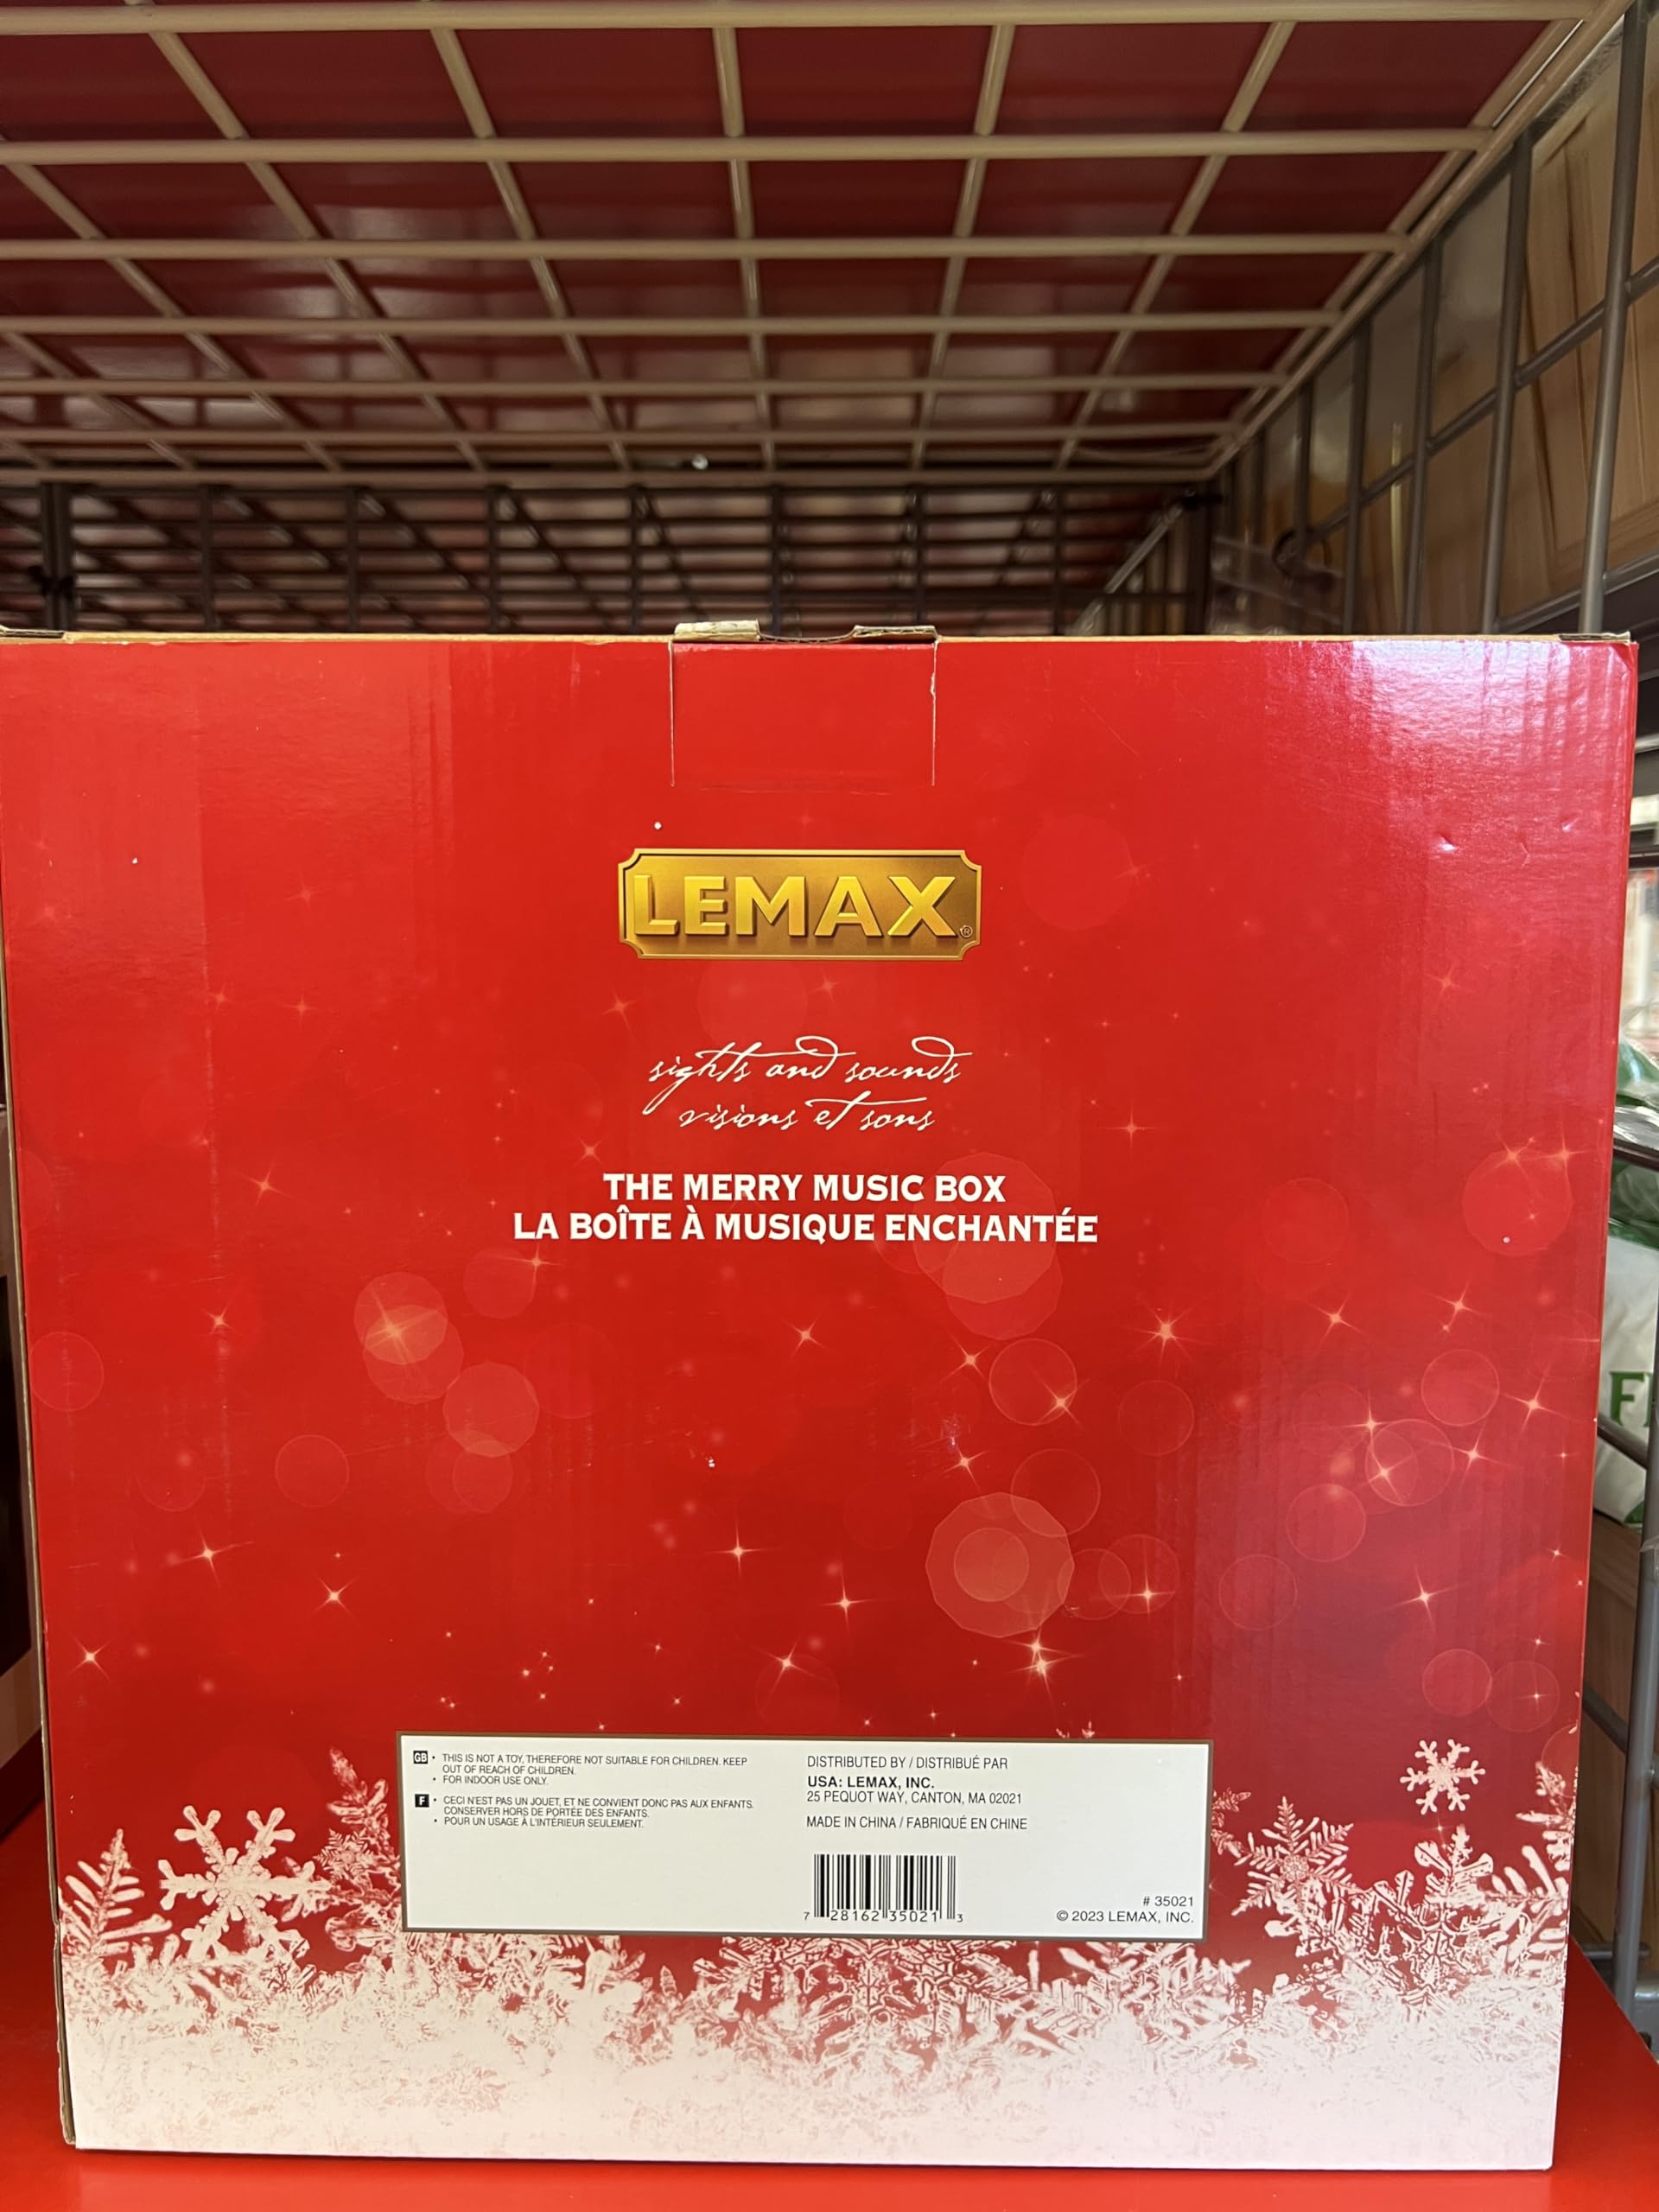 LEMAX®
sights and sounds
visions et sons
THE MERRY MUSIC BOX
LA BOÎTE À MUSIQUE ENCHANTÉE
GB • THIS IS NOT A TOY, THEREFORE NOT SUITABLE FOR CHILDREN. KEEP
OUT OF REACH OF CHILDREN.
• FOR INDOOR USE ONLY.
F • CECI N'EST PAS UN JOUET, ET NE CONVIENT DONC PAS AUX ENFANTS.
CONSERVER HORS DE PORTÉE DES ENFANTS.
• POUR UN USAGE À L'INTÉRIEUR SEULEMENT.
DISTRIBUTED BY / DISTRIBUÉ PAR
USA: LEMAX, INC.
25 PEQUOT WAY, CANTON, MA 02021
MADE IN CHINA / FABRIQUÉ EN CHINE
7 28162 35021 3
# 35021
© 2023 LEMAX, INC.